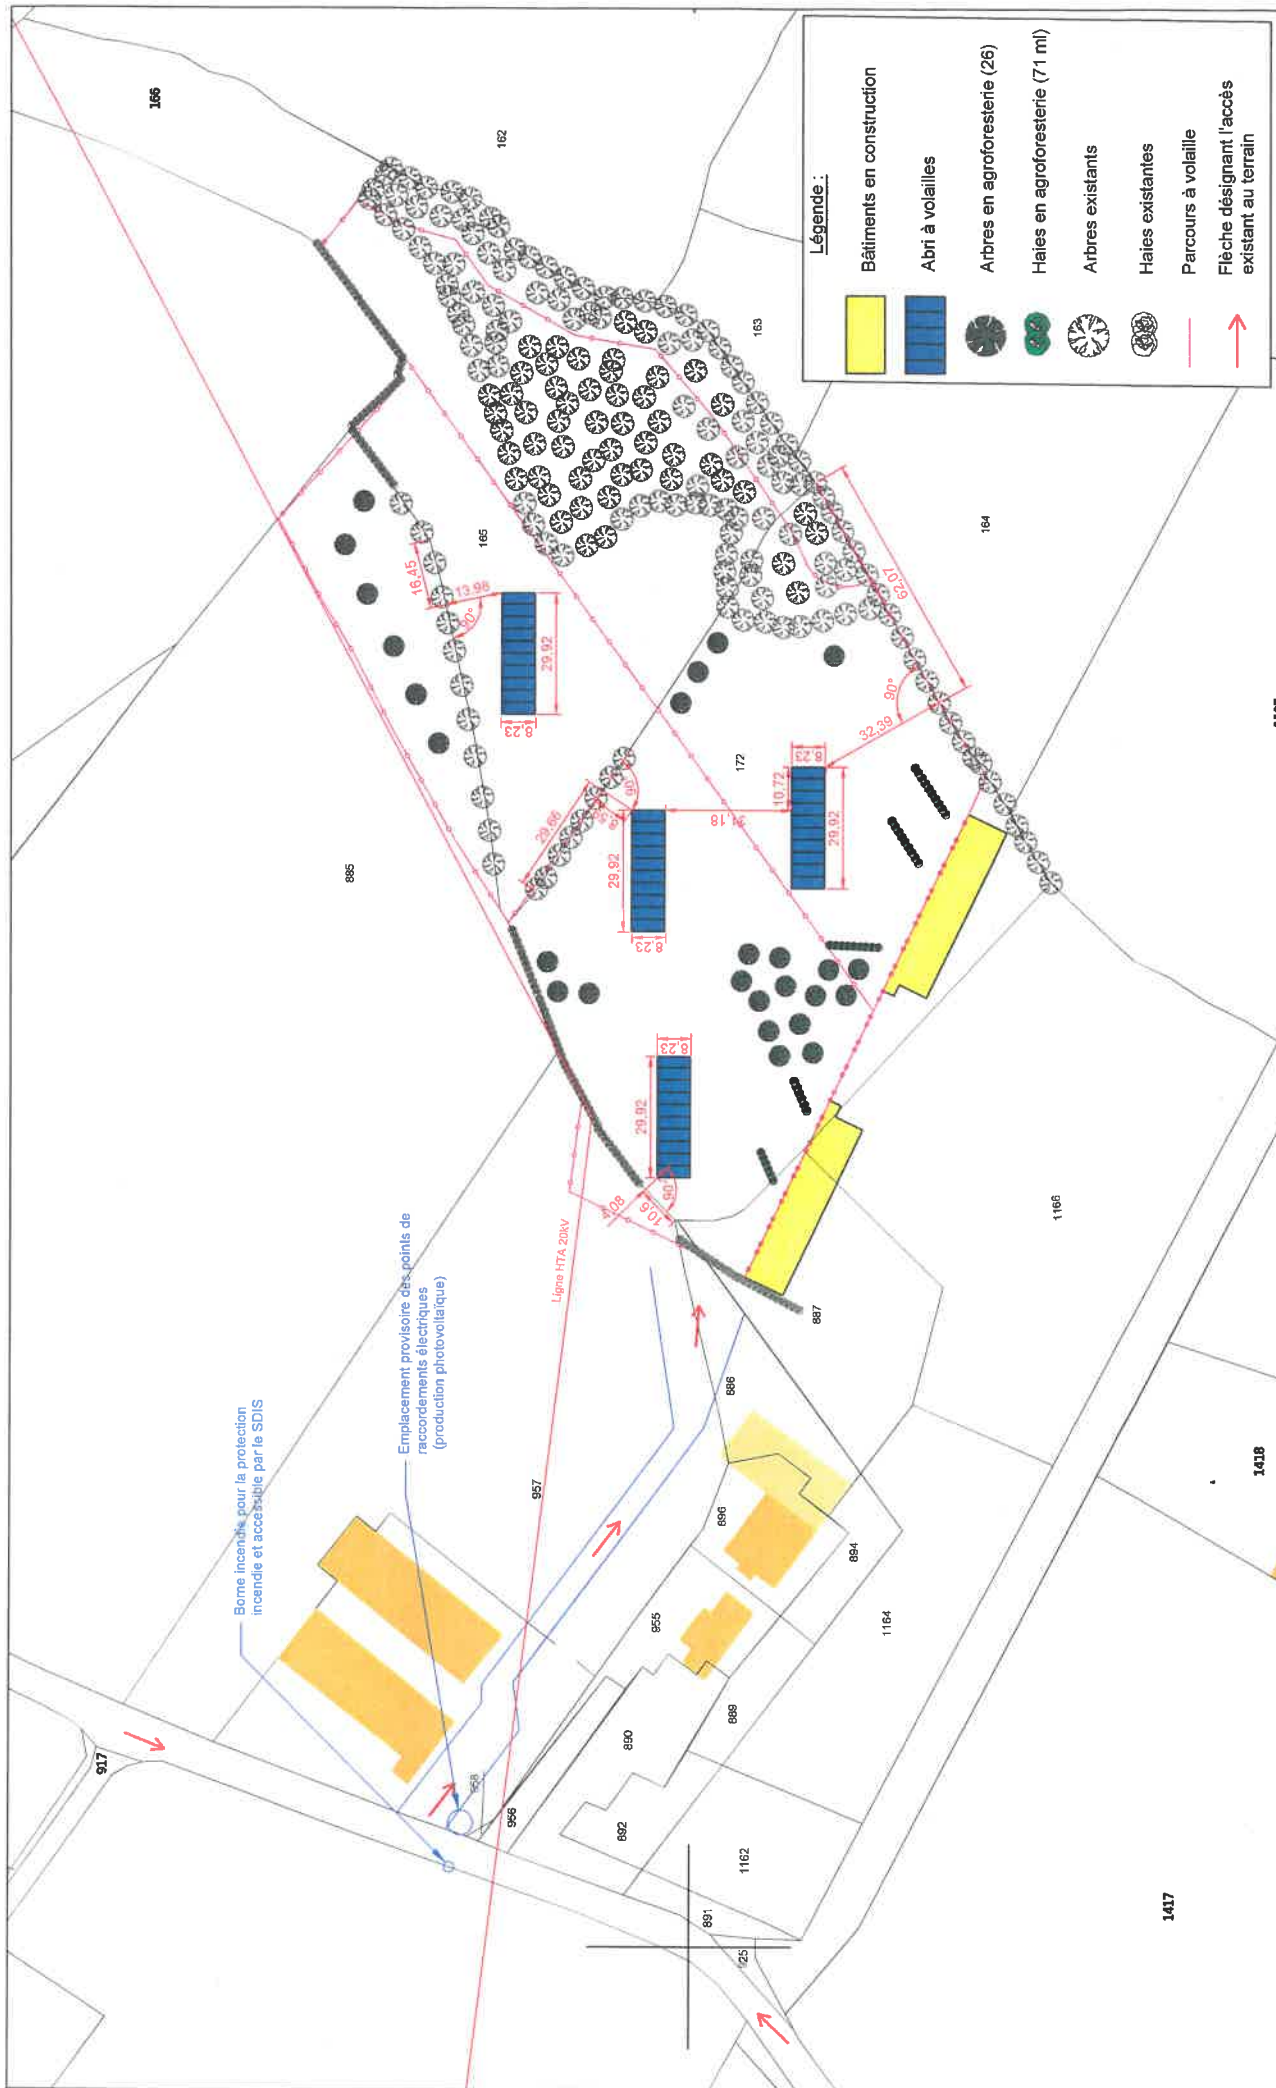 Légende :
Bâtiments en construction
Abri à volailles
Arbres en agroforesterie (26)
Haies en agroforesterie (71 ml)
Arbres existants
Haies existantes
Parcours à volaille
Flèche désignant l'accès
existant au terrain
Borne incendie pour la protection
incendie et accessible par le SDIS
Emplacement provisoire des points de
raccordements électriques
(production photovoltaïque)
Ligne HTA 20kV
166
162
163
164
165
172
885
16,45
13,98
90°
29,92
8,23
62,07
90°
32,39
29,66
29,92
8,23
10,72
8,23
29,92
29,92
8,23
4,08
10,6
90°
957
887
886
1166
896
894
955
1164
890
889
892
958
956
1162
891
925
917
1418
1417